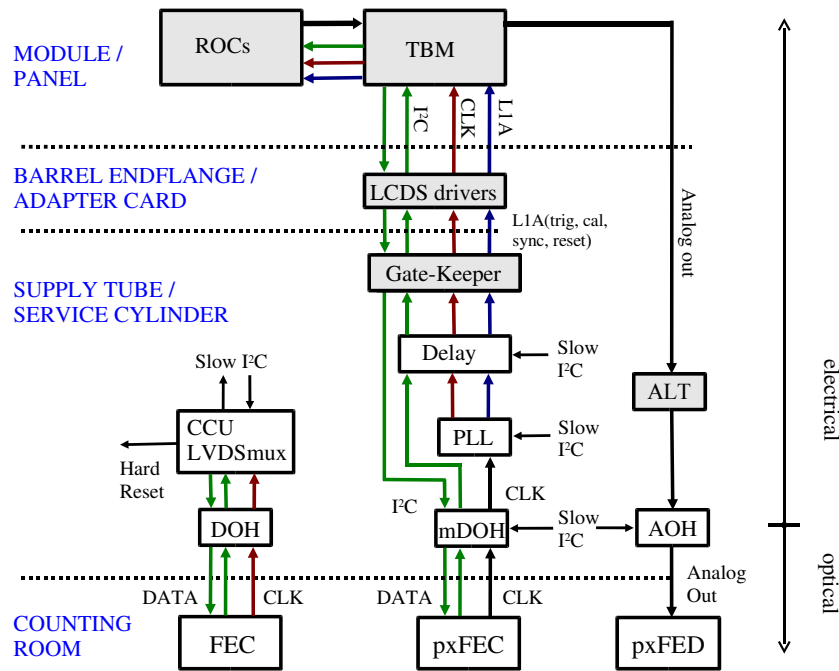 MODULE /
PANEL
ROCs
TBM
I²C
CLK
L1A
BARREL ENDFLANGE /
ADAPTER CARD
LCDS drivers
L1A(trig, cal,
sync, reset)
Analog out
Gate-Keeper
SUPPLY TUBE /
SERVICE CYLINDER
Delay
Slow
I²C
Slow I²C
ALT
electrical
CCU
LVDSmux
PLL
Slow
I²C
Hard
Reset
I²C
CLK
DOH
mDOH
Slow
I²C
AOH
optical
DATA
CLK
DATA
CLK
Analog
Out
COUNTING
ROOM
FEC
pxFEC
pxFED